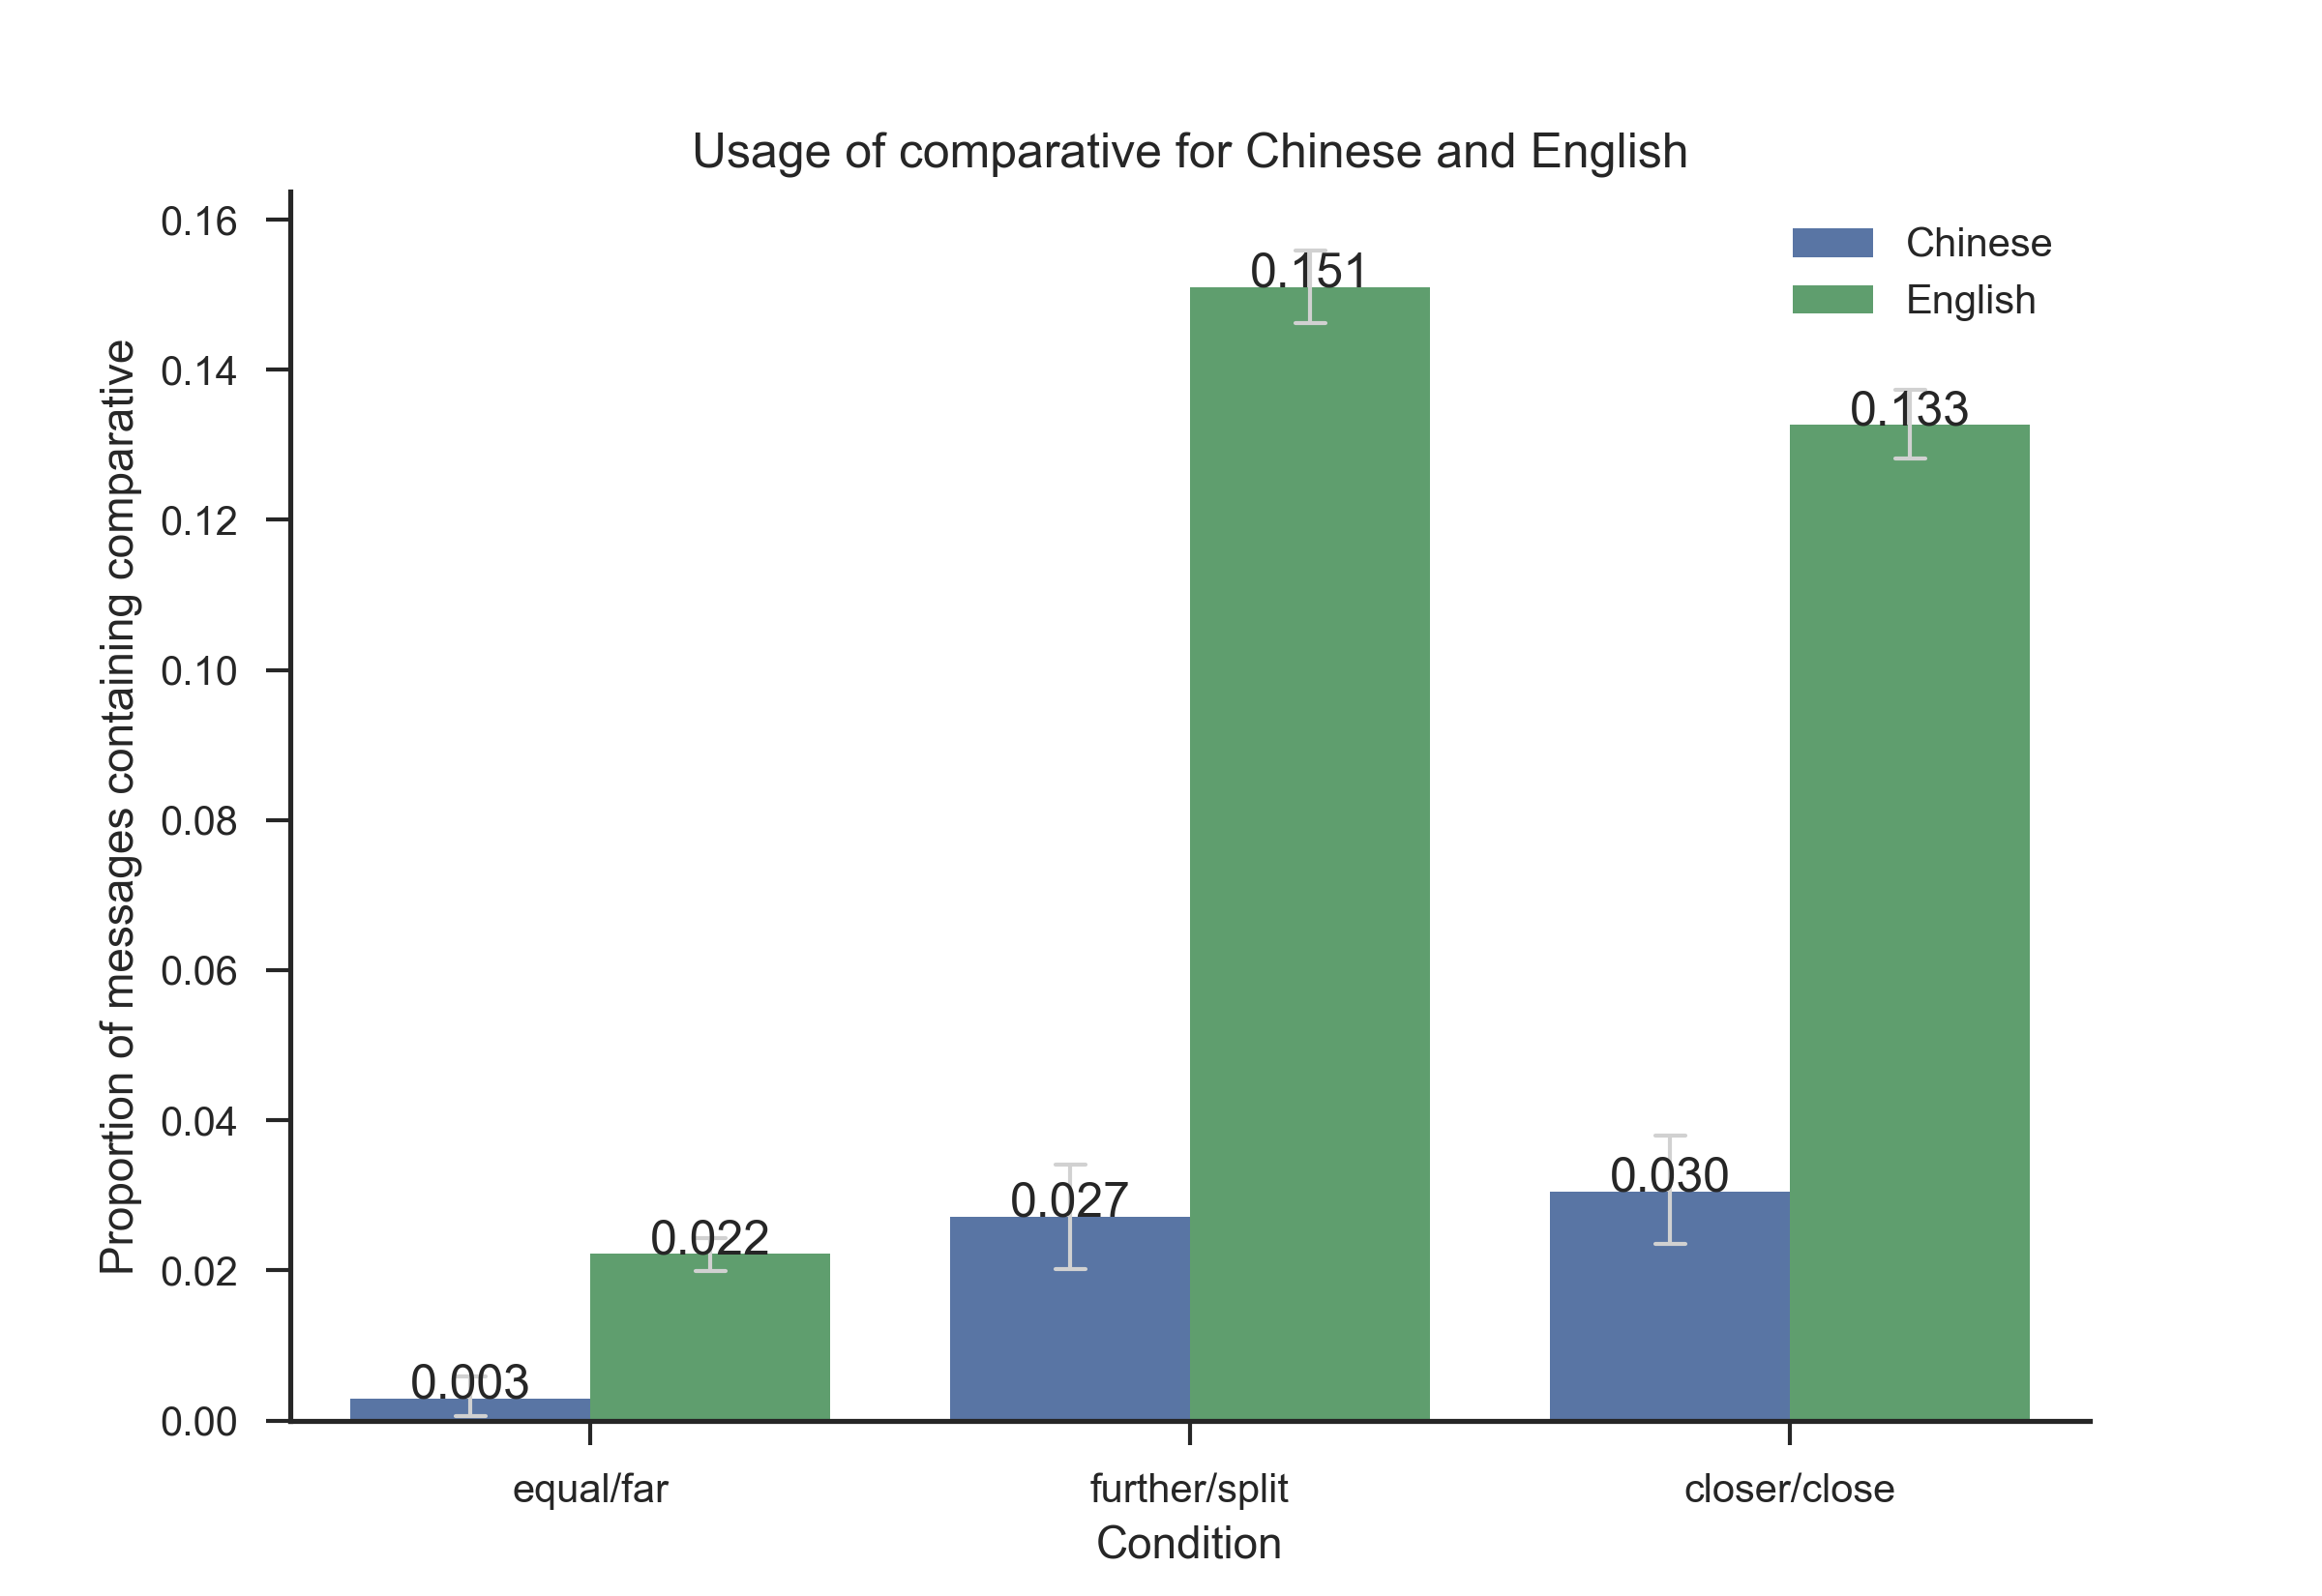 Usage of comparative for Chinese and English
Chinese
English
Proportion of messages containing comparative
0.16
0.14
0.12
0.10
0.08
0.06
0.04
0.02
0.00
0.003
0.022
0.027
0.151
0.030
0.133
equal/far
further/split
closer/close
Condition